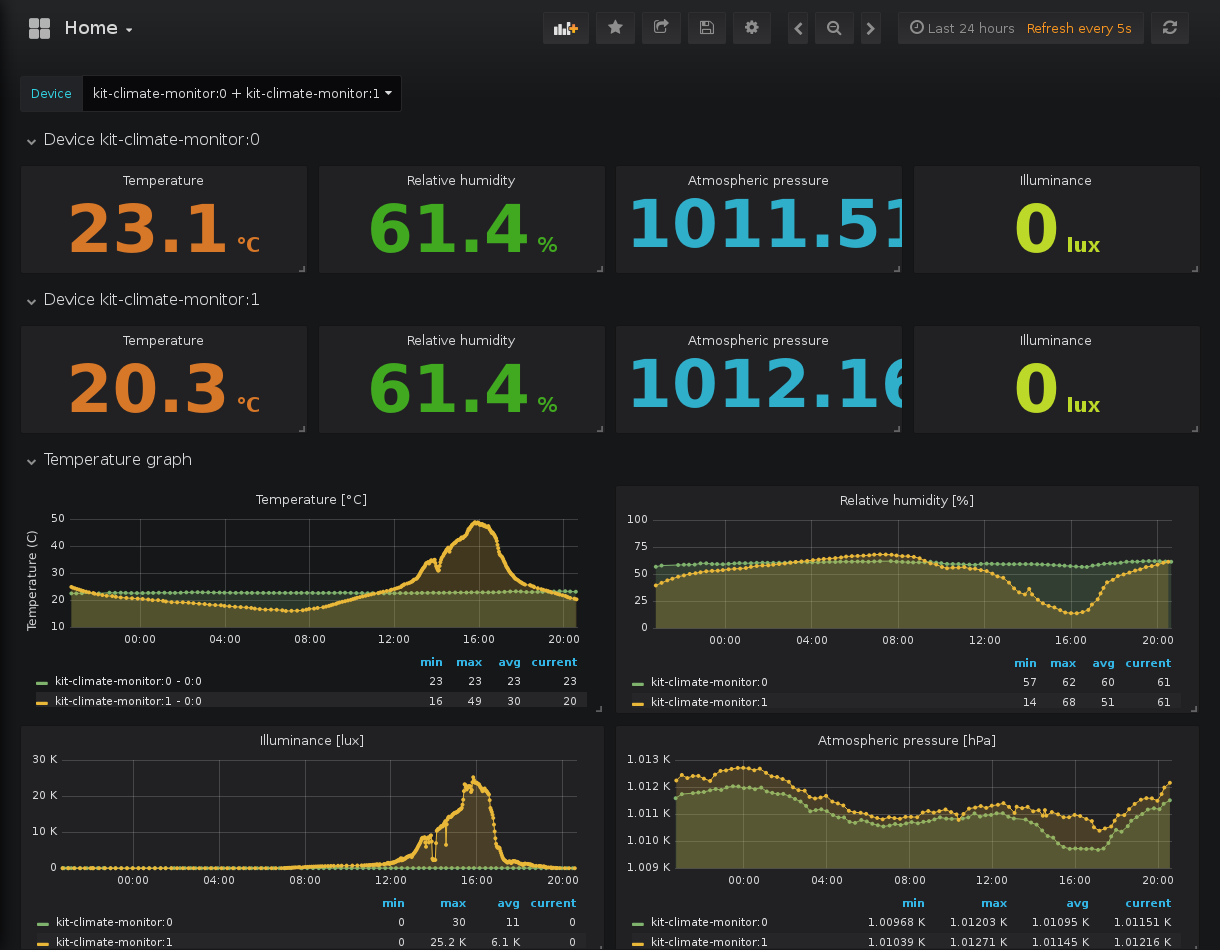 Home
Last 24 hours Refresh every 5s
Device kit-climate-monitor:0 + kit-climate-monitor:1
Device kit-climate-monitor:0
Temperature Relative humidity Atmospheric pressure Illuminance
23.1 °C 61.4 % 1011.51 0 lux
Device kit-climate-monitor:1
Temperature Relative humidity Atmospheric pressure Illuminance
20.3 °C 61.4 % 1012.16 0 lux
Temperature graph
Temperature [°C]
Temperature (C)
50
40
30
20
10
00:00 04:00 08:00 12:00 16:00 20:00
min max avg current
kit-climate-monitor:0 - 0:0 23 23 23 23
kit-climate-monitor:1 - 0:0 16 49 30 20
Relative humidity [%]
100
75
50
25
0
00:00 04:00 08:00 12:00 16:00 20:00
min max avg current
kit-climate-monitor:0 57 62 60 61
kit-climate-monitor:1 14 68 51 61
Illuminance [lux]
30 K
20 K
10 K
0
00:00 04:00 08:00 12:00 16:00 20:00
min max avg current
kit-climate-monitor:0 0 30 11 0
kit-climate-monitor:1 0 25.2 K 6.1 K 0
Atmospheric pressure [hPa]
1.013 K
1.012 K
1.011 K
1.010 K
1.009 K
00:00 04:00 08:00 12:00 16:00 20:00
min max avg current
kit-climate-monitor:0 1.00968 K 1.01203 K 1.01095 K 1.01151 K
kit-climate-monitor:1 1.01039 K 1.01271 K 1.01145 K 1.01216 K